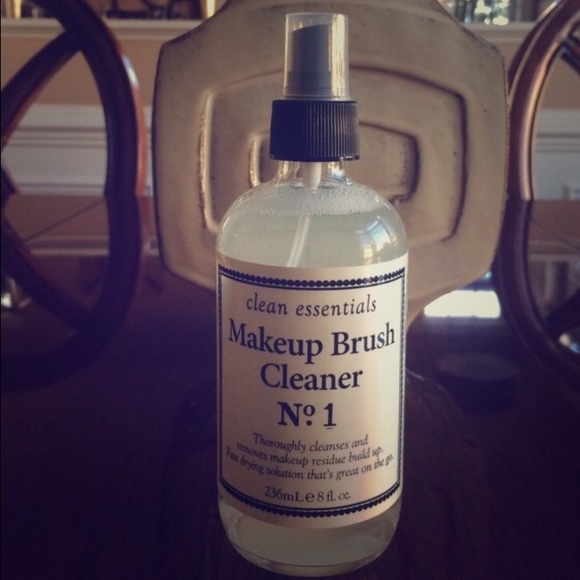 clean essentials
Makeup Brush
Cleaner
Nº 1
Thoroughly cleanses and
removes makeup residue build up.
Fast drying solution that's great on the go.
236mL e 8 fl. oz.